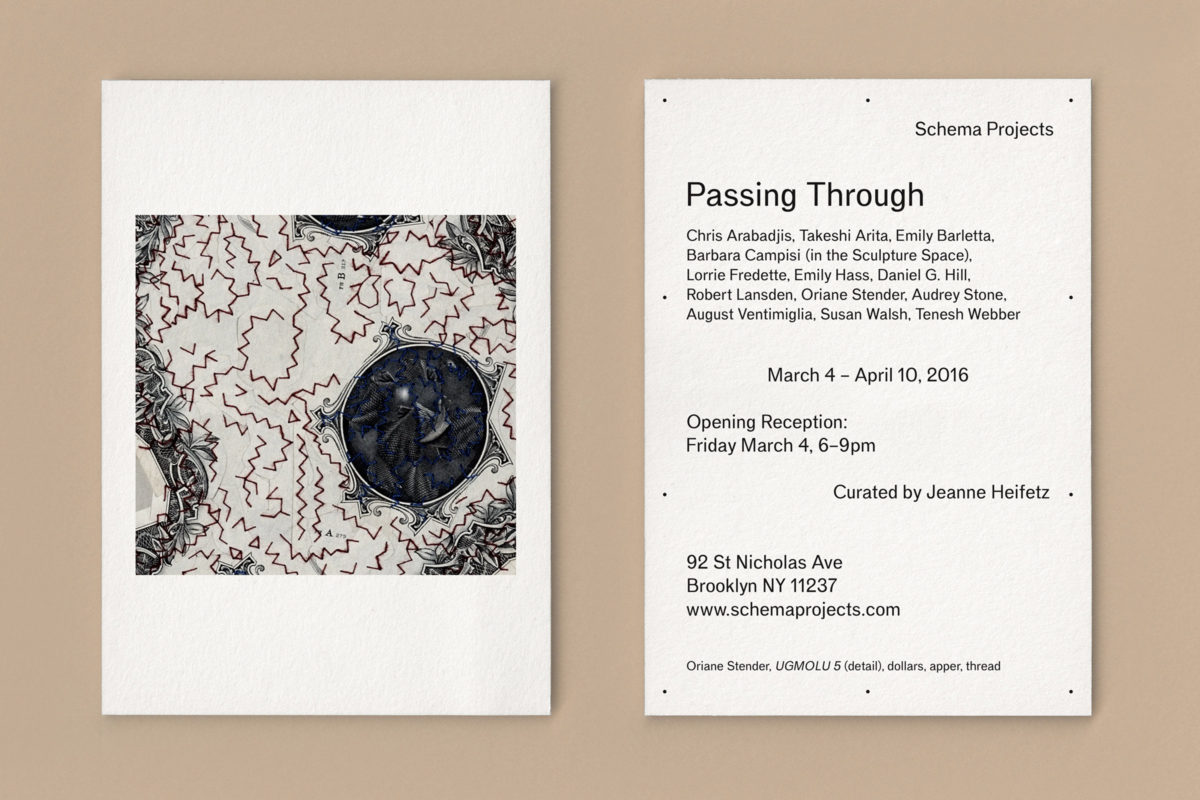 B 279
A 279
Schema Projects
Passing Through
Chris Arabadjis, Takeshi Arita, Emily Barletta,
Barbara Campisi (in the Sculpture Space),
Lorrie Fredette, Emily Hass, Daniel G. Hill,
Robert Lansden, Oriane Stender, Audrey Stone,
August Ventimiglia, Susan Walsh, Tenesh Webber
March 4 – April 10, 2016
Opening Reception:
Friday March 4, 6–9pm
Curated by Jeanne Heifetz
92 St Nicholas Ave
Brooklyn NY 11237
www.schemaprojects.com
Oriane Stender, UGMOLU 5 (detail), dollars, apper, thread